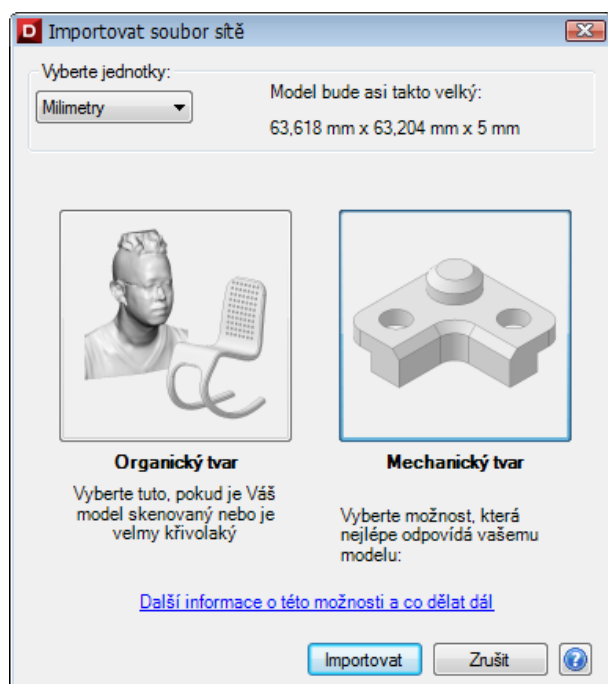 D Importovat soubor sítě
Vyberte jednotky:
Milimetry
Model bude asi takto velký:
63,618 mm x 63,204 mm x 5 mm
Organický tvar
Vyberte tuto, pokud je Váš
model skenovaný nebo je
velmy křivolaký
Mechanický tvar
Vyberte možnost, která
nejlépe odpovídá vašemu
modelu:
Další informace o této možnosti a co dělat dál
Importovat
Zrušit
?